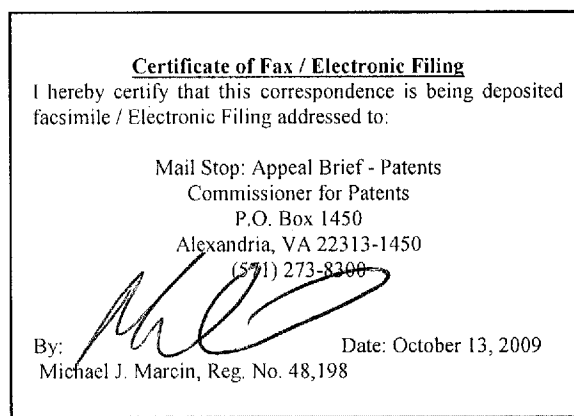 Certificate of Fax / Electronic Filing
I hereby certify that this correspondence is being deposited
facsimile / Electronic Filing addressed to:
Mail Stop: Appeal Brief - Patents
Commissioner for Patents
P.O. Box 1450
Alexandria, VA 22313-1450
(571) 273-8300
By: Date: October 13, 2009
Michael J. Marcin, Reg. No. 48,198